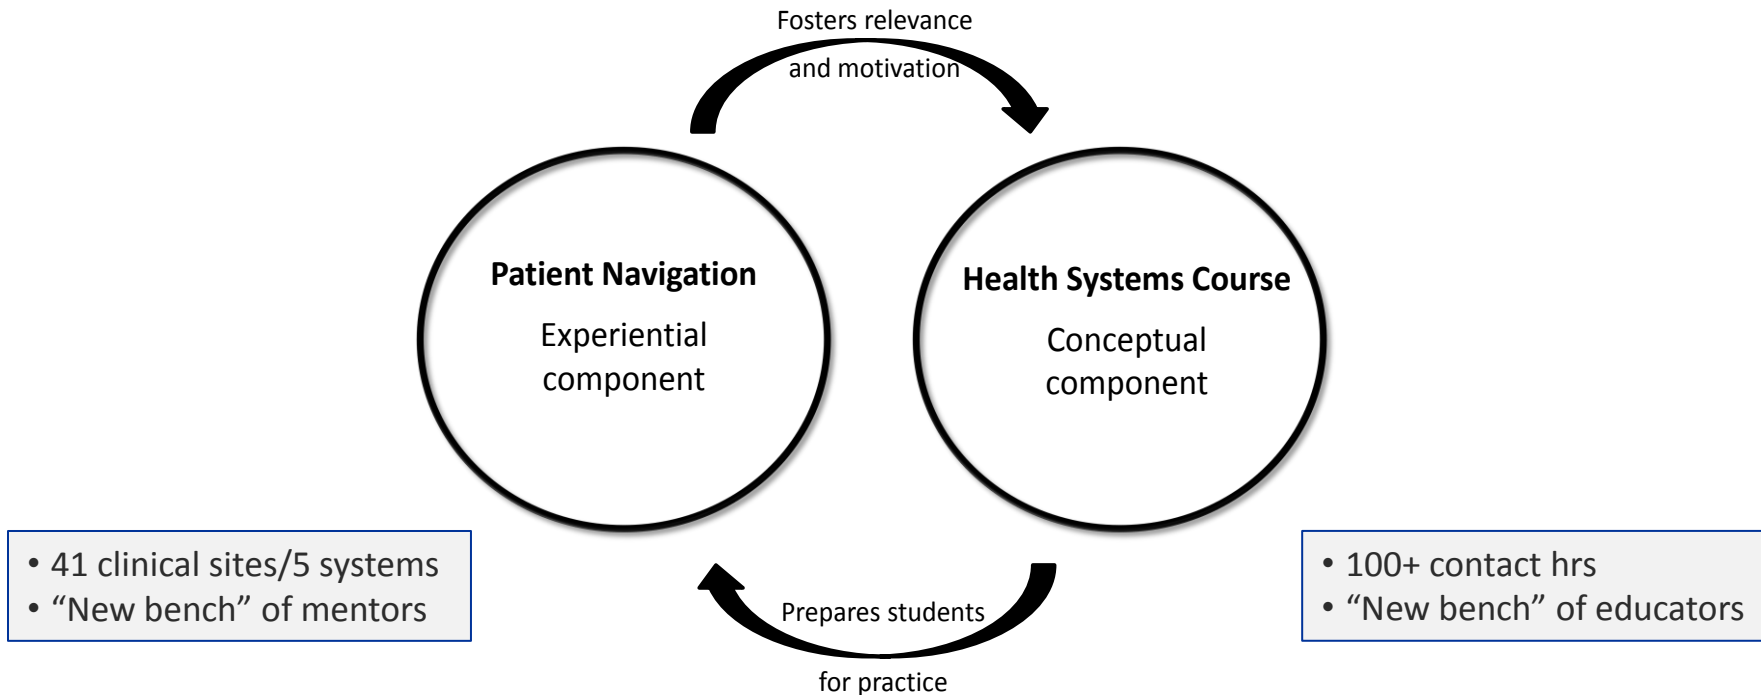 Fosters relevance
and motivation
Patient Navigation
Experiential
component
Health Systems Course
Conceptual
component
• 41 clinical sites/5 systems
• “New bench” of mentors
Prepares students
for practice
• 100+ contact hrs
• “New bench” of educators